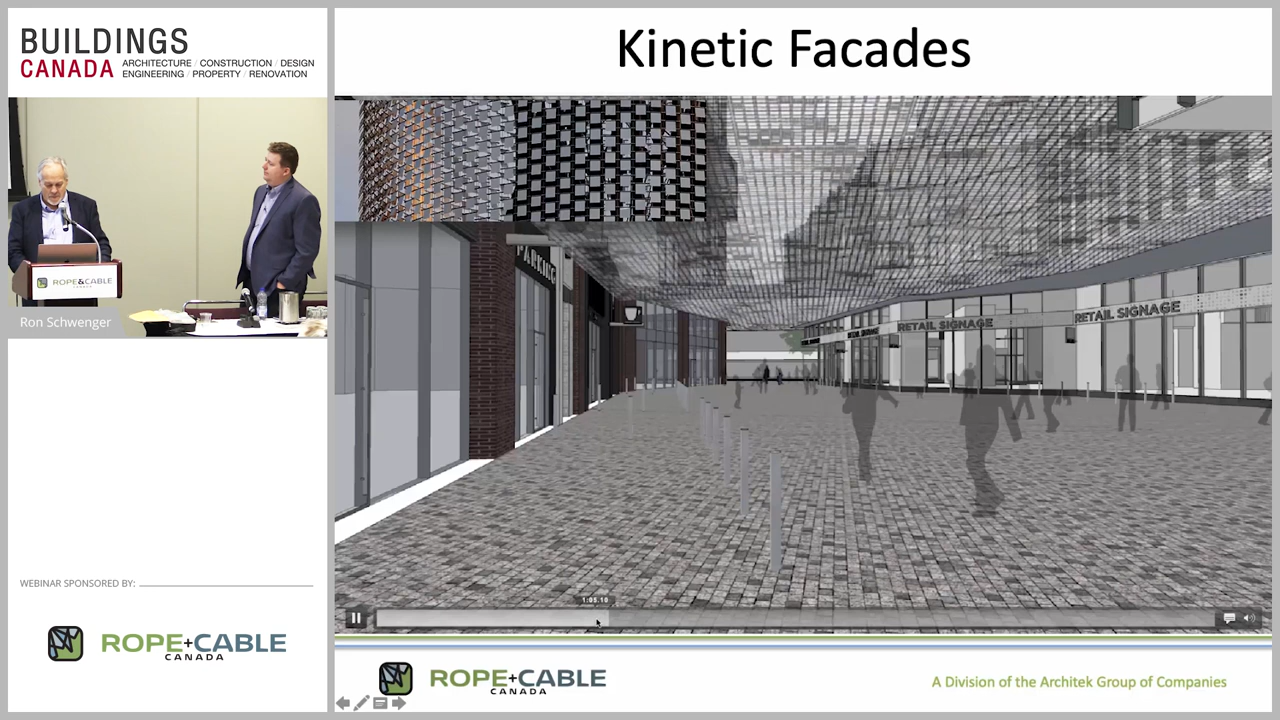 BUILDINGS
CANADA
ARCHITECTURE / CONSTRUCTION / DESIGN
ENGINEERING / PROPERTY / RENOVATION
ROPE&CABLE
CANADA
Ron Schwenger
WEBINAR SPONSORED BY:
ROPE+CABLE
CANADA
Kinetic Facades
PARKING
RETAIL SIGNAGE
RETAIL SIGNAGE
1:05.10
ROPE+CABLE
CANADA
A Division of the Architek Group of Companies